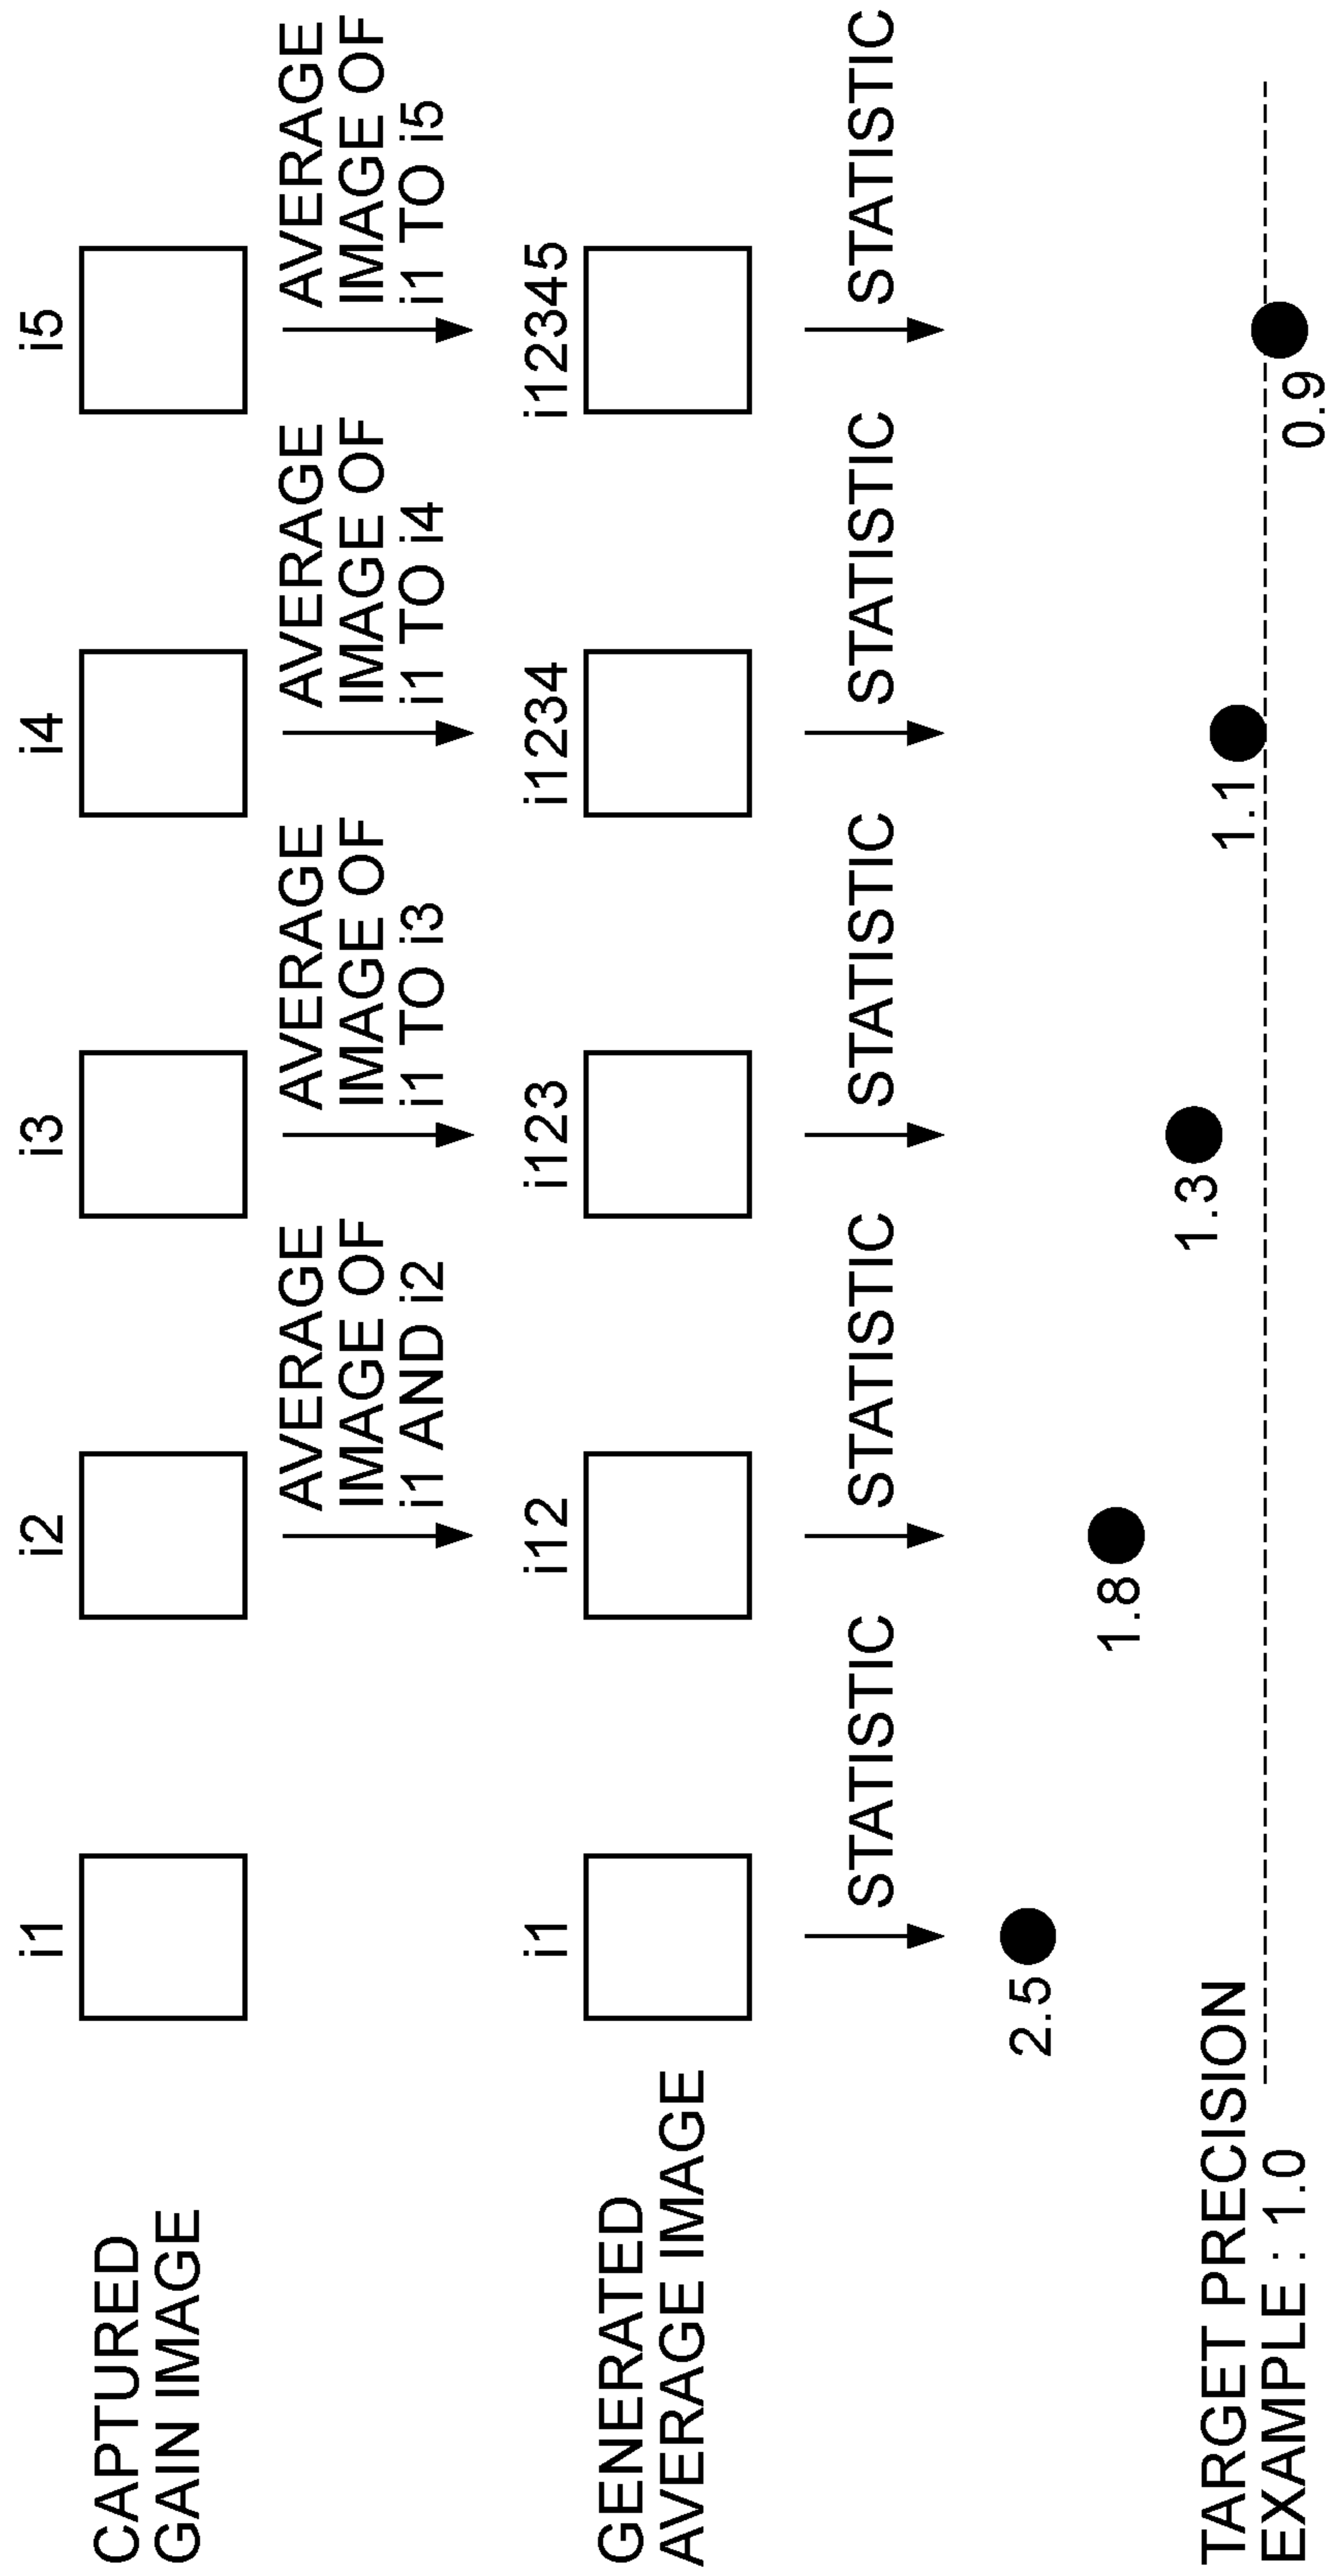 i1
i2
i3
i4
i5
CAPTURED
GAIN IMAGE
AVERAGE
IMAGE OF
i1 AND i2
AVERAGE
IMAGE OF
i1 TO i3
AVERAGE
IMAGE OF
i1 TO i4
AVERAGE
IMAGE OF
i1 TO i5
i1
i12
i123
i1234
i12345
GENERATED
AVERAGE IMAGE
STATISTIC
STATISTIC
STATISTIC
STATISTIC
STATISTIC
2.5
1.8
1.3
1.1
0.9
TARGET PRECISION
EXAMPLE : 1.0